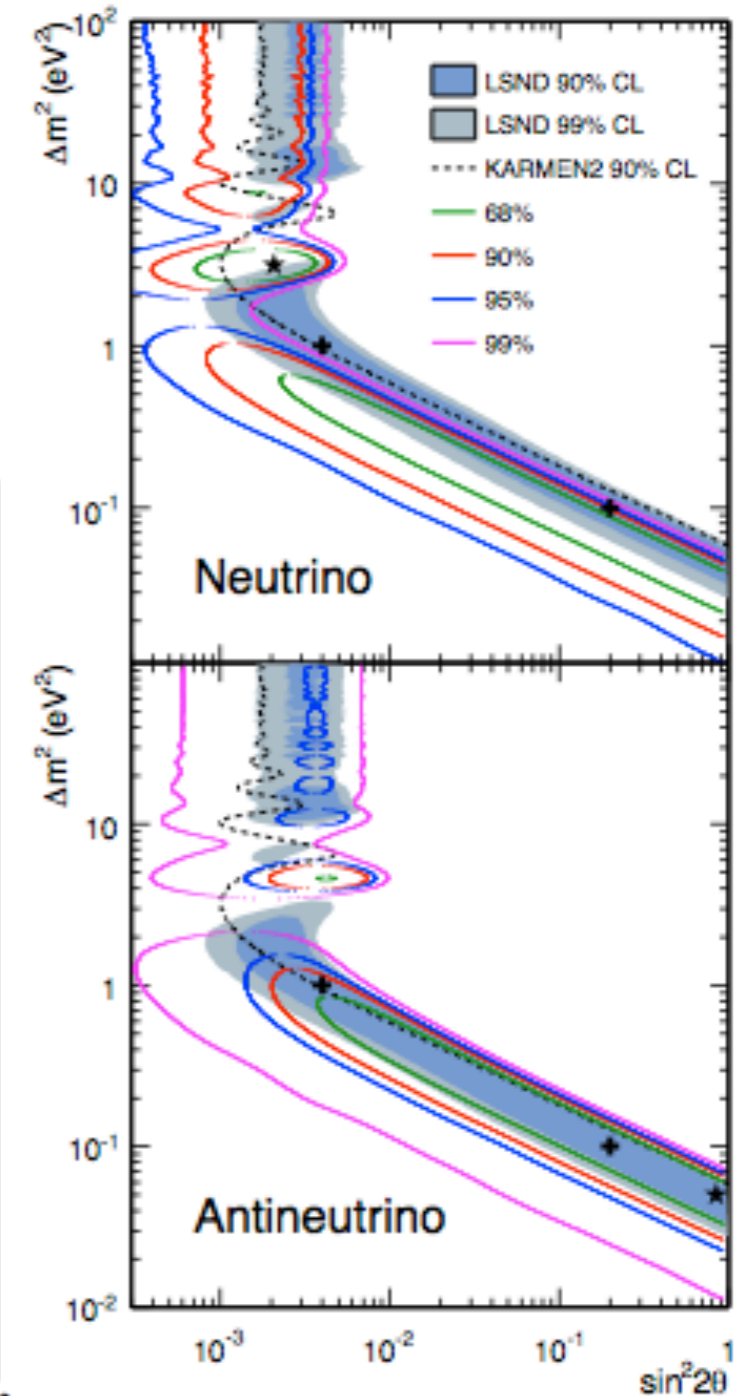 10²
Δm² (eV²)
LSND 90% CL
LSND 99% CL
KARMEN2 90% CL
10
68%
90%
95%
1
99%
10⁻¹
Neutrino
Δm² (eV²)
10
1
10⁻¹
Antineutrino
10⁻²
10⁻³ 10⁻² 10⁻¹ 1
sin²2θ